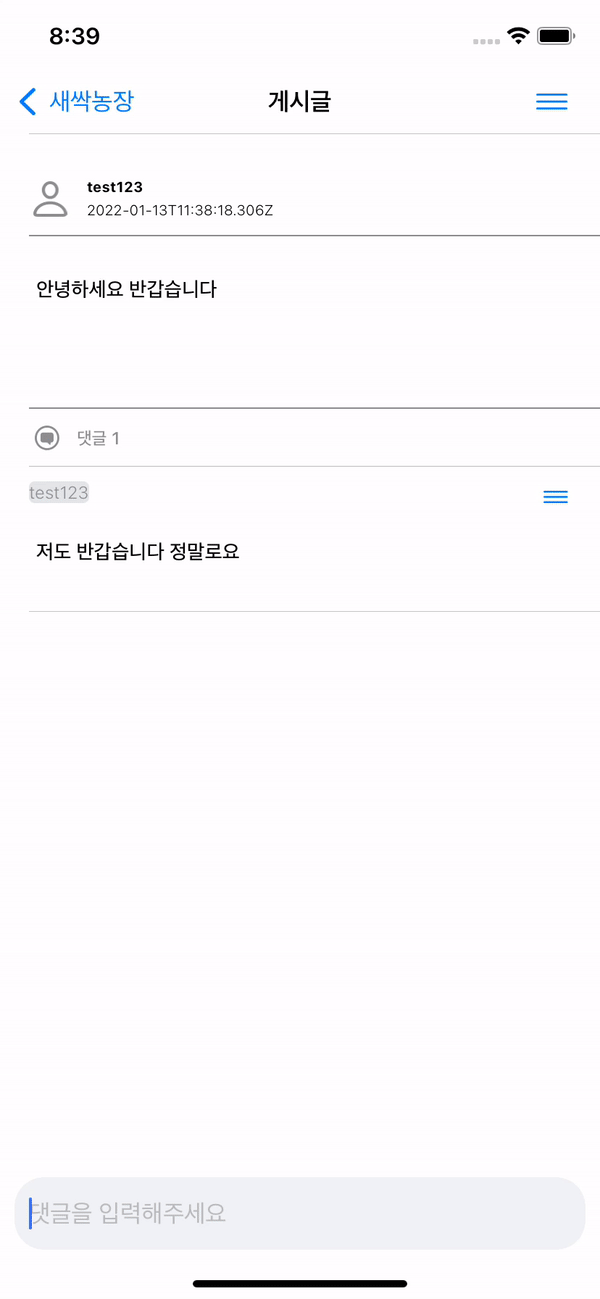 8:39
새싹농장
게시글
test123
2022-01-13T11:38:18.306Z
안녕하세요 반갑습니다
댓글 1
test123
저도 반갑습니다 정말로요
댓글을 입력해주세요